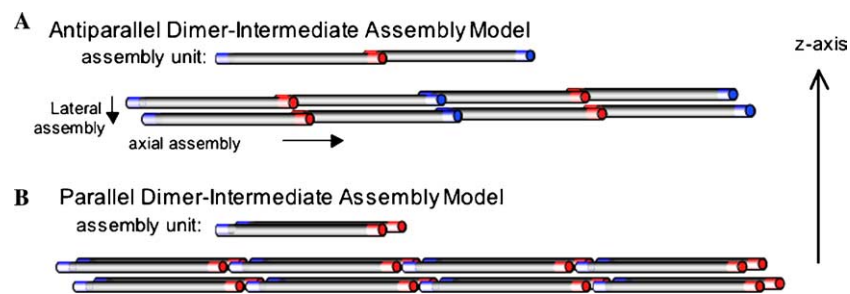 A
Antiparallel Dimer-Intermediate Assembly Model
assembly unit:
z-axis
Lateral
assembly
axial assembly
B
Parallel Dimer-Intermediate Assembly Model
assembly unit: